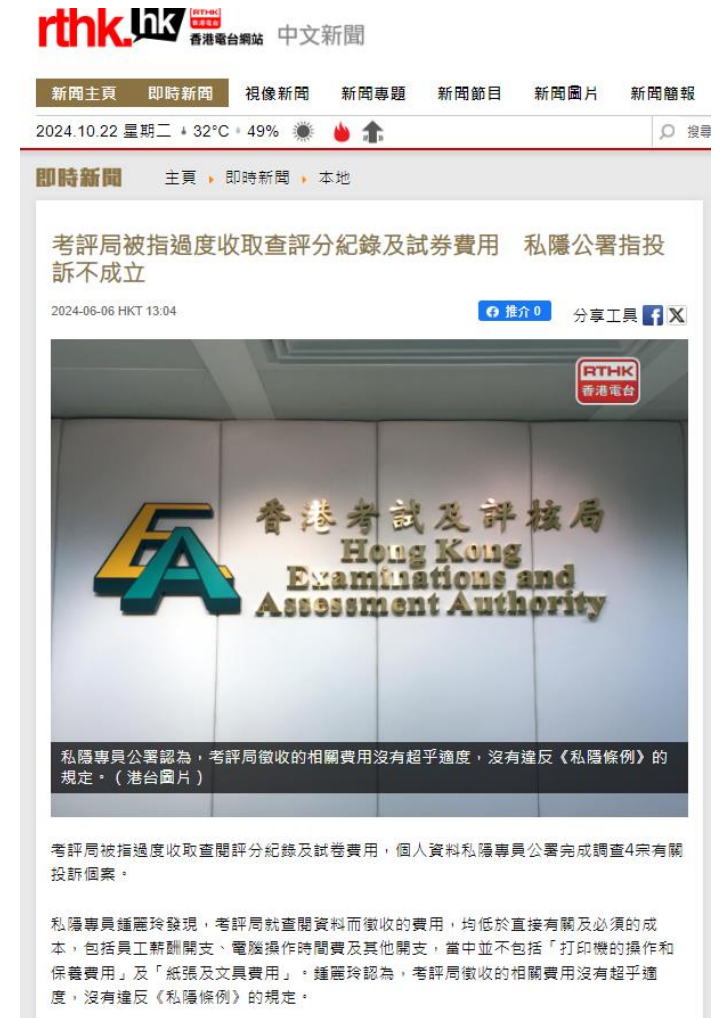 rthk.hk RTHK 香港電台 香港電台網站 中文新聞
新聞主頁 即時新聞 視像新聞 新聞專題 新聞節目 新聞圖片 新聞簡報
2024.10.22 星期二 32°C 49% 搜尋
即時新聞 主頁 即時新聞 本地
考評局被指過度收取查評分紀錄及試券費用 私隱公署指投
訴不成立
2024-06-06 HKT 13:04 推介 0 分享工具
RTHK
香港電台
香港考試及評核局
Hong Kong
Examinations and
Assessment Authority
私隱專員公署認為，考評局徵收的相關費用沒有超乎適度，沒有違反《私隱條例》的
規定。（港台圖片）
考評局被指過度收取查閱評分紀錄及試卷費用，個人資料私隱專員公署完成調查4宗有關
投訴個案。
私隱專員鍾麗玲發現，考評局就查閱資料而徵收的費用，均低於直接有關及必須的成
本，包括員工薪酬開支、電腦操作時間費及其他開支，當中並不包括「打印機的操作和
保養費用」及「紙張及文具費用」。鍾麗玲認為，考評局徵收的相關費用沒有超乎適
度，沒有違反《私隱條例》的規定。